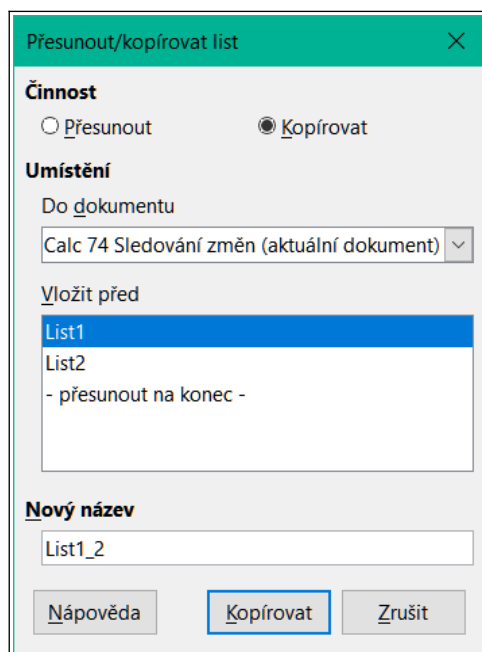 Přesunout/kopírovat list
Činnost
Přesunout Kopírovat
Umístění
Do dokumentu
Calc 74 Sledování změn (aktuální dokument)
Vložit před
List1
List2
- přesunout na konec -
Nový název
List1_2
Nápověda Kopírovat Zrušit